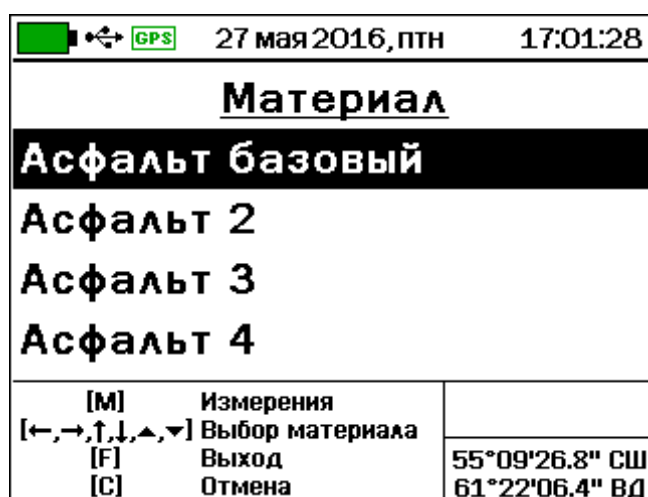 GPS 27 мая 2016, птн 17:01:28
Материал
Асфальт базовый
Асфальт 2
Асфальт 3
Асфальт 4
[M] Измерения
[←,→,↑,↓,▲,▼] Выбор материала
[F] Выход
[C] Отмена
55°09'26.8" СШ
61°22'06.4" ВД